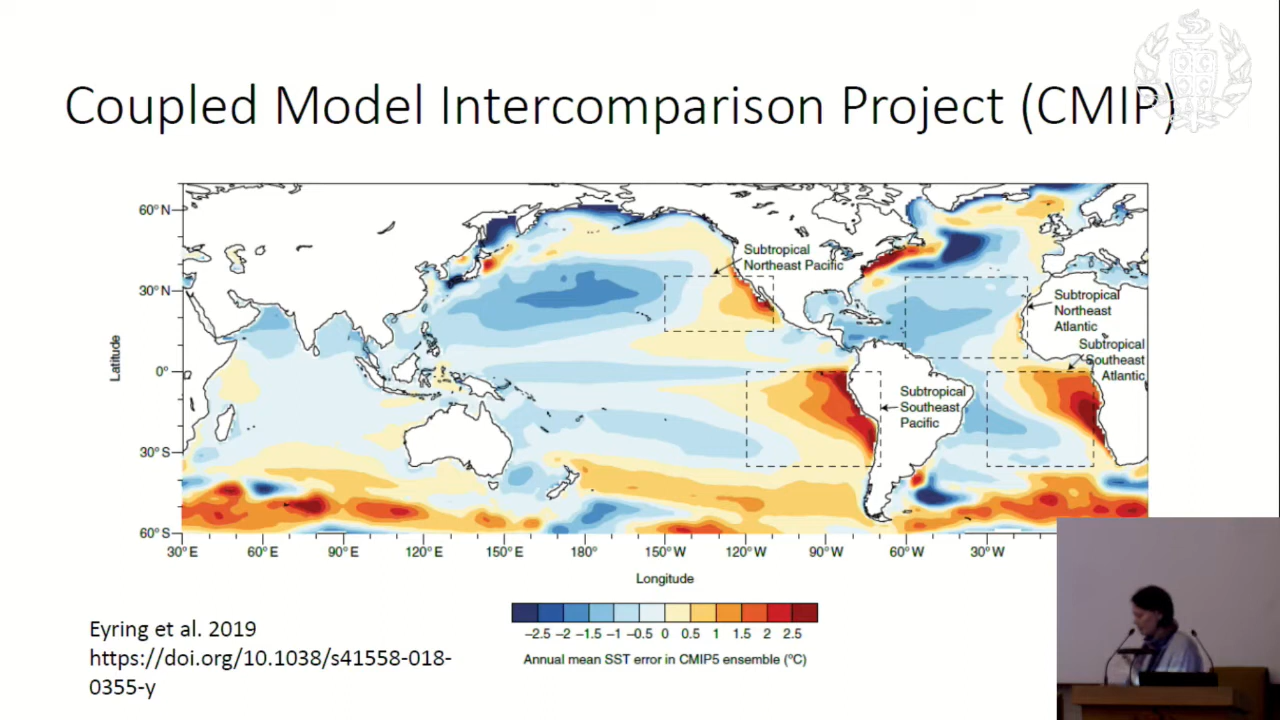 Coupled Model Intercomparison Project (CMIP)
60° N
30° N
0°
30° S
60° S
Latitude
Subtropical
Northeast Pacific
Subtropical
Northeast
Atlantic
Subtropical
Southeast
Atlantic
Subtropical
Southeast
Pacific
30° E
60° E
90° E
120° E
150° E
180°
150° W
120° W
90° W
60° W
30° W
Longitude
−2.5 −2 −1.5 −1 −0.5 0 0.5 1 1.5 2 2.5
Annual mean SST error in CMIP5 ensemble (°C)
Eyring et al. 2019
https://doi.org/10.1038/s41558-018-
0355-y